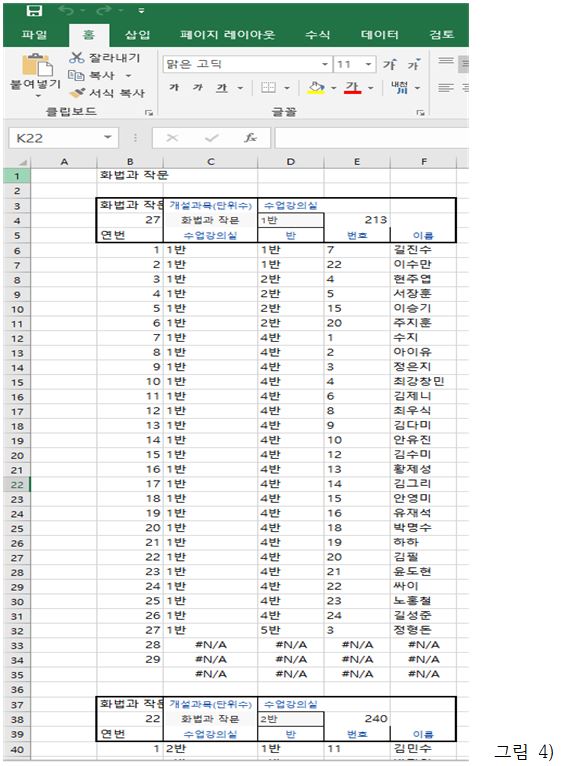 파일 홈 삽입 페이지 레이아웃 수식 데이터 검토
잘라내기
복사
서식 복사
붙여넣기
클립보드
맑은 고딕 11 가 가
가 가 가 가 내천
글꼴
K22 fx
A B C D E F
1 화법과 작문
3 화법과 작문 개설과목(단위수) 수업강의실
4 27 화법과 작문 1반 213
5 연번 수업강의실 반 번호 이름
6 1 1반 1반 7 길진수
7 2 1반 1반 22 이수만
8 3 1반 2반 4 현주엽
9 4 1반 2반 5 서장훈
10 5 1반 2반 15 이승기
11 6 1반 2반 20 주지훈
12 7 1반 4반 1 수지
13 8 1반 4반 2 아이유
14 9 1반 4반 3 정은지
15 10 1반 4반 4 최강창민
16 11 1반 4반 6 김제니
17 12 1반 4반 8 최우식
18 13 1반 4반 9 김다미
19 14 1반 4반 10 안유진
20 15 1반 4반 12 김수미
21 16 1반 4반 13 황제성
22 17 1반 4반 14 김그리
23 18 1반 4반 15 안영미
24 19 1반 4반 16 유재석
25 20 1반 4반 18 박명수
26 21 1반 4반 19 하하
27 22 1반 4반 20 김필
28 23 1반 4반 21 윤도현
29 24 1반 4반 22 싸이
30 25 1반 4반 23 노홍철
31 26 1반 4반 24 길성준
32 27 1반 5반 3 정형돈
33 28 #N/A #N/A #N/A #N/A
34 29 #N/A #N/A #N/A #N/A
35 #N/A #N/A #N/A #N/A
36
37 화법과 작문 개설과목(단위수) 수업강의실
38 22 화법과 작문 2반 240
39 연번 수업강의실 반 번호 이름
40 1 2반 1반 11 김민수
그림 4)